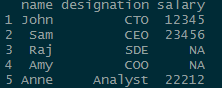 name designation salary
1 John CTO 12345
2 Sam CEO 23456
3 Raj SDE NA
4 Amy COO NA
5 Anne Analyst 22212